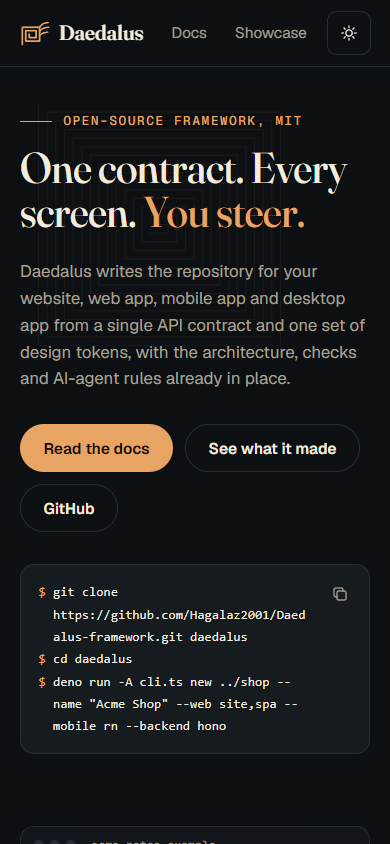 Daedalus Docs Showcase
OPEN-SOURCE FRAMEWORK, MIT
One contract. Every
screen. You steer.
Daedalus writes the repository for your
website, web app, mobile app and desktop
app from a single API contract and one set of
design tokens, with the architecture, checks
and AI-agent rules already in place.
Read the docs
See what it made
GitHub
$ git clone
https://github.com/Hagalaz2001/Daed
alus-framework.git daedalus
$ cd daedalus
$ deno run -A cli.ts new ../shop --
name "Acme Shop" --web site,spa --
mobile rn --backend hono